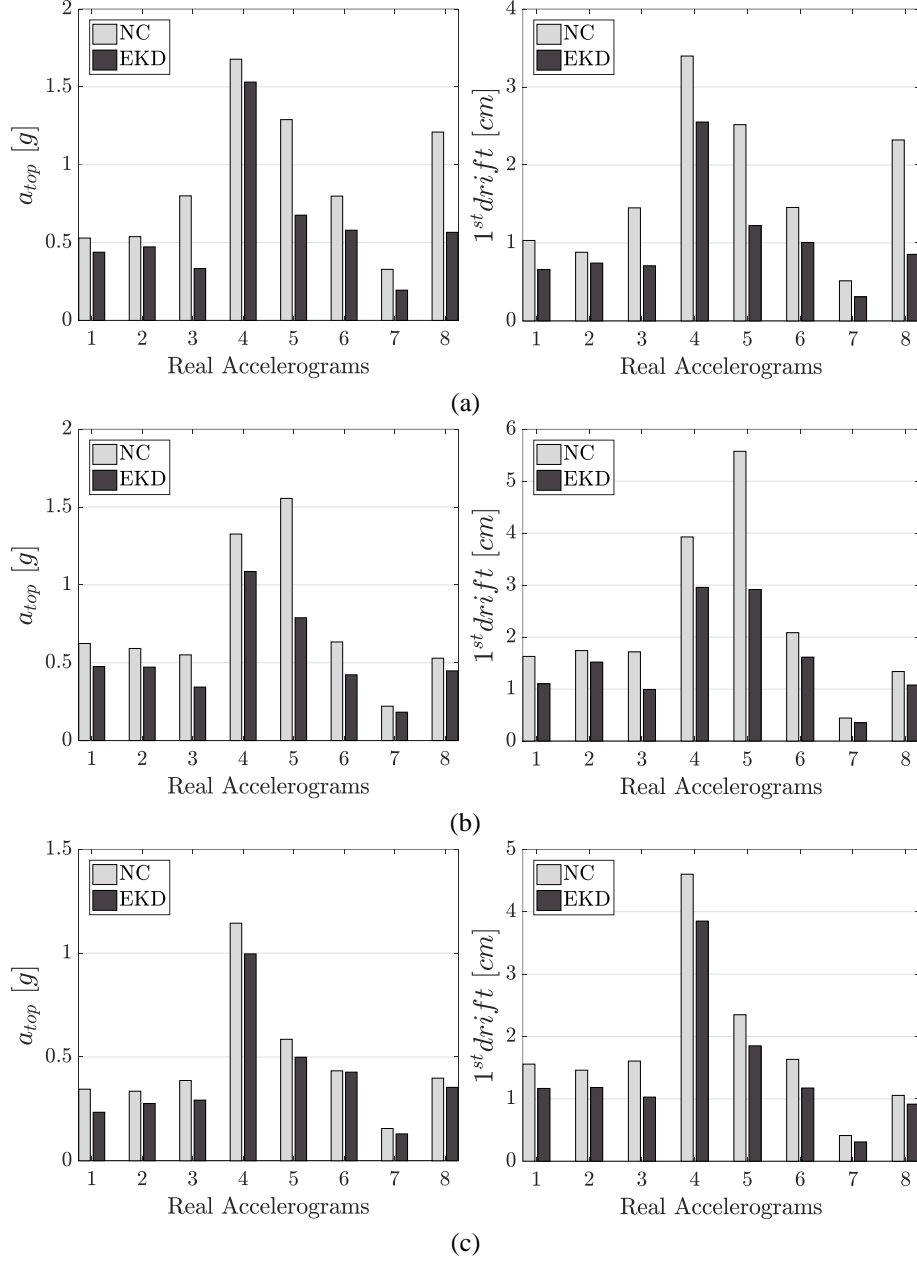 2
1.5
1
0.5
0
a_{top} [g]
NC
EKD
1 2 3 4 5 6 7 8
Real Accelerograms
4
3
2
1
0
1^{st} drift [cm]
NC
EKD
1 2 3 4 5 6 7 8
Real Accelerograms
(a)
2
1.5
1
0.5
0
a_{top} [g]
NC
EKD
1 2 3 4 5 6 7 8
Real Accelerograms
6
5
4
3
2
1
0
1^{st} drift [cm]
NC
EKD
1 2 3 4 5 6 7 8
Real Accelerograms
(b)
1.5
1
0.5
0
a_{top} [g]
NC
EKD
1 2 3 4 5 6 7 8
Real Accelerograms
5
4
3
2
1
0
1^{st} drift [cm]
NC
EKD
1 2 3 4 5 6 7 8
Real Accelerograms
(c)